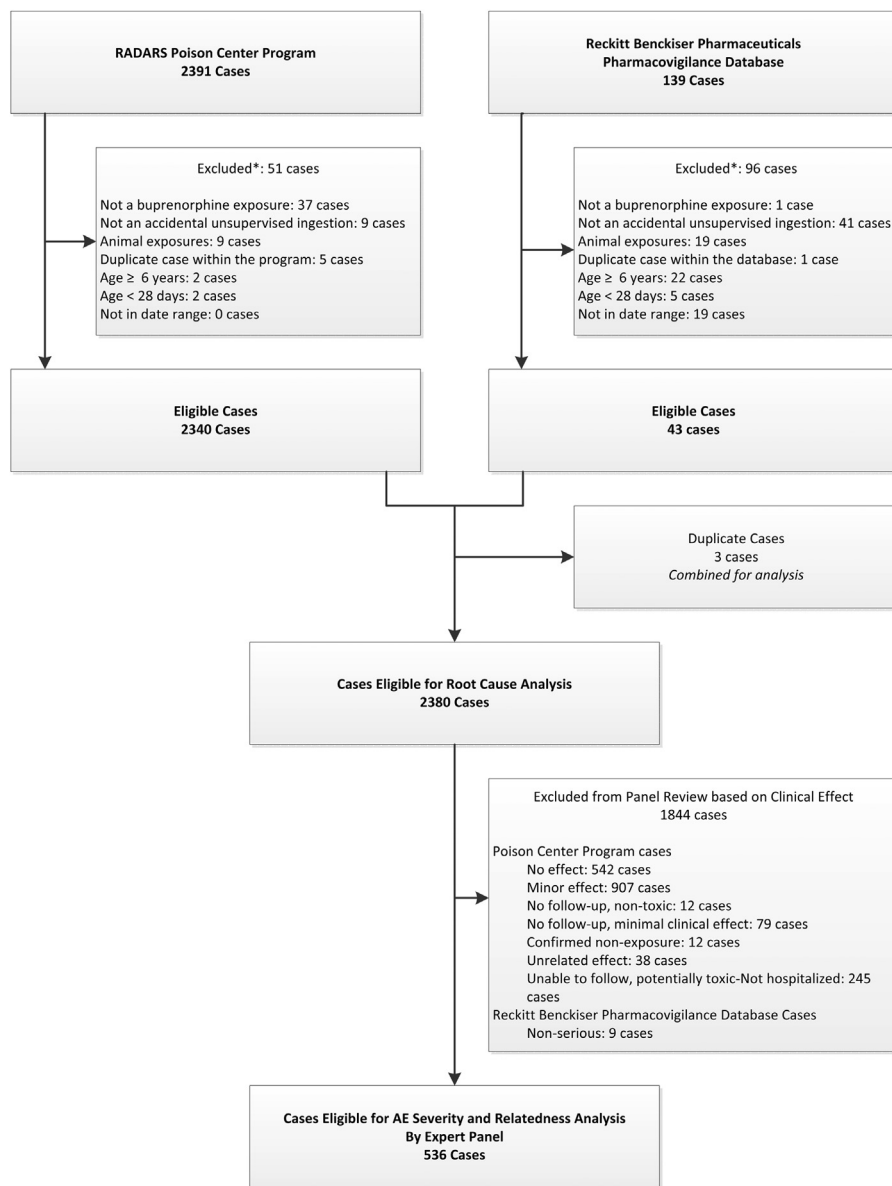 RADARS Poison Center Program
2391 Cases
Reckitt Benckiser Pharmaceuticals
Pharmacovigilance Database
139 Cases
Excluded*: 51 cases
Not a buprenorphine exposure: 37 cases
Not an accidental unsupervised ingestion: 9 cases
Animal exposures: 9 cases
Duplicate case within the program: 5 cases
Age ≥ 6 years: 2 cases
Age < 28 days: 2 cases
Not in date range: 0 cases
Excluded*: 96 cases
Not a buprenorphine exposure: 1 case
Not an accidental unsupervised ingestion: 41 cases
Animal exposures: 19 cases
Duplicate case within the database: 1 case
Age ≥ 6 years: 22 cases
Age < 28 days: 5 cases
Not in date range: 19 cases
Eligible Cases
2340 Cases
Eligible Cases
43 cases
Duplicate Cases
3 cases
Combined for analysis
Cases Eligible for Root Cause Analysis
2380 Cases
Excluded from Panel Review based on Clinical Effect
1844 cases
Poison Center Program cases
No effect: 542 cases
Minor effect: 907 cases
No follow-up, non-toxic: 12 cases
No follow-up, minimal clinical effect: 79 cases
Confirmed non-exposure: 12 cases
Unrelated effect: 38 cases
Unable to follow, potentially toxic-Not hospitalized: 245
cases
Reckitt Benckiser Pharmacovigilance Database Cases
Non-serious: 9 cases
Cases Eligible for AE Severity and Relatedness Analysis
By Expert Panel
536 Cases